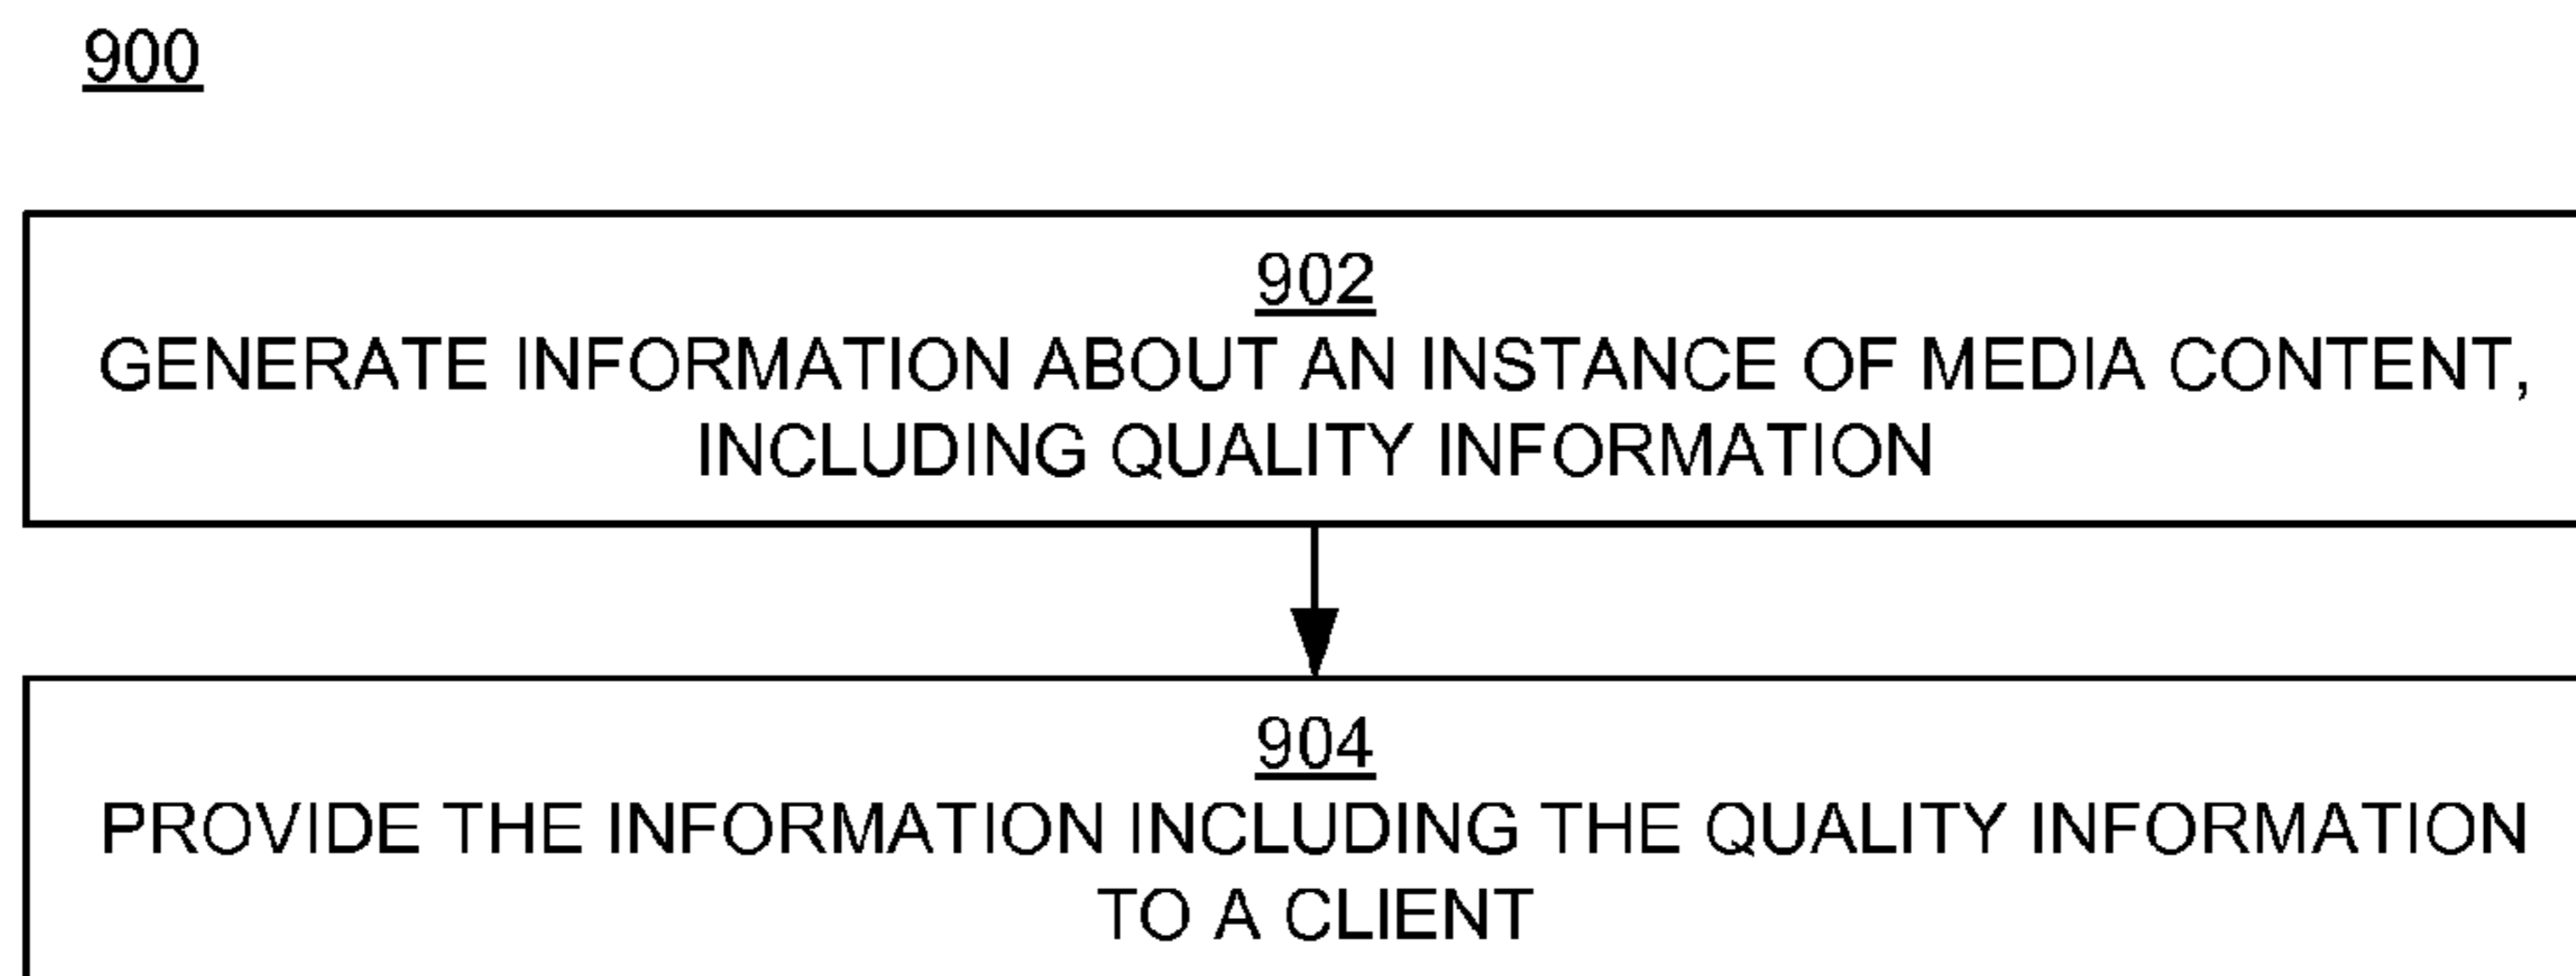 900
902
GENERATE INFORMATION ABOUT AN INSTANCE OF MEDIA CONTENT,
INCLUDING QUALITY INFORMATION
904
PROVIDE THE INFORMATION INCLUDING THE QUALITY INFORMATION
TO A CLIENT